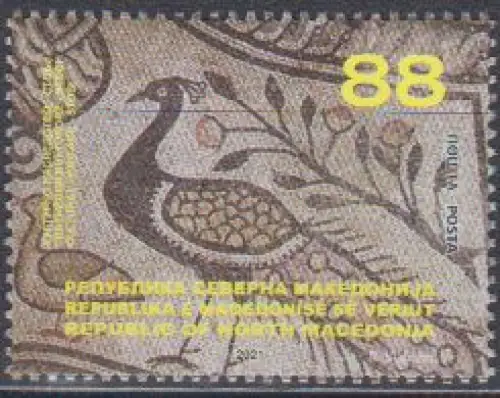 88
ПОШТА POSTA
РЕПУБЛИКА СЕВЕРНА МАКЕДОНИЈА
REPUBLIKA E MAQEDONISË SË VERIUT
REPUBLIC OF NORTH MACEDONIA
2021